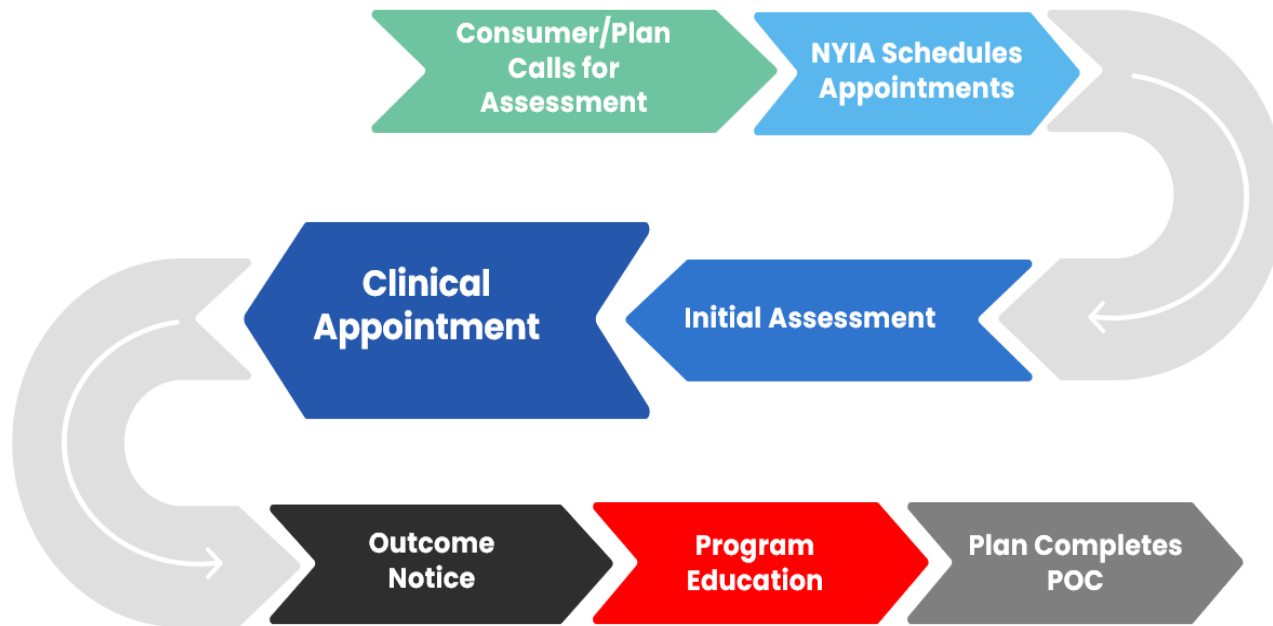 Consumer/Plan
Calls for
Assessment
NYIA Schedules
Appointments
Initial Assessment
Clinical
Appointment
Outcome
Notice
Program
Education
Plan Completes
POC